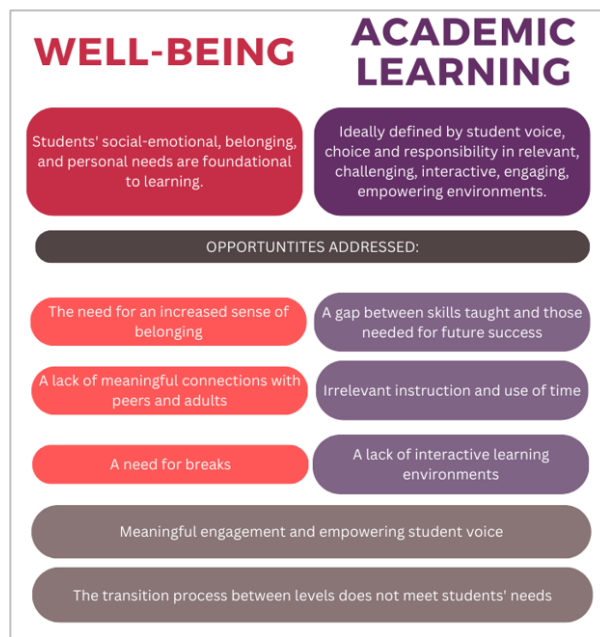 WELL-BEING
ACADEMIC
LEARNING
Students' social-emotional, belonging,
and personal needs are foundational
to learning.
Ideally defined by student voice,
choice and responsibility in relevant,
challenging, interactive, engaging,
empowering environments.
OPPORTUNTITES ADDRESSED:
The need for an increased sense of
belonging
A gap between skills taught and those
needed for future success
A lack of meaningful connections with
peers and adults
Irrelevant instruction and use of time
A need for breaks
A lack of interactive learning
environments
Meaningful engagement and empowering student voice
The transition process between levels does not meet students' needs